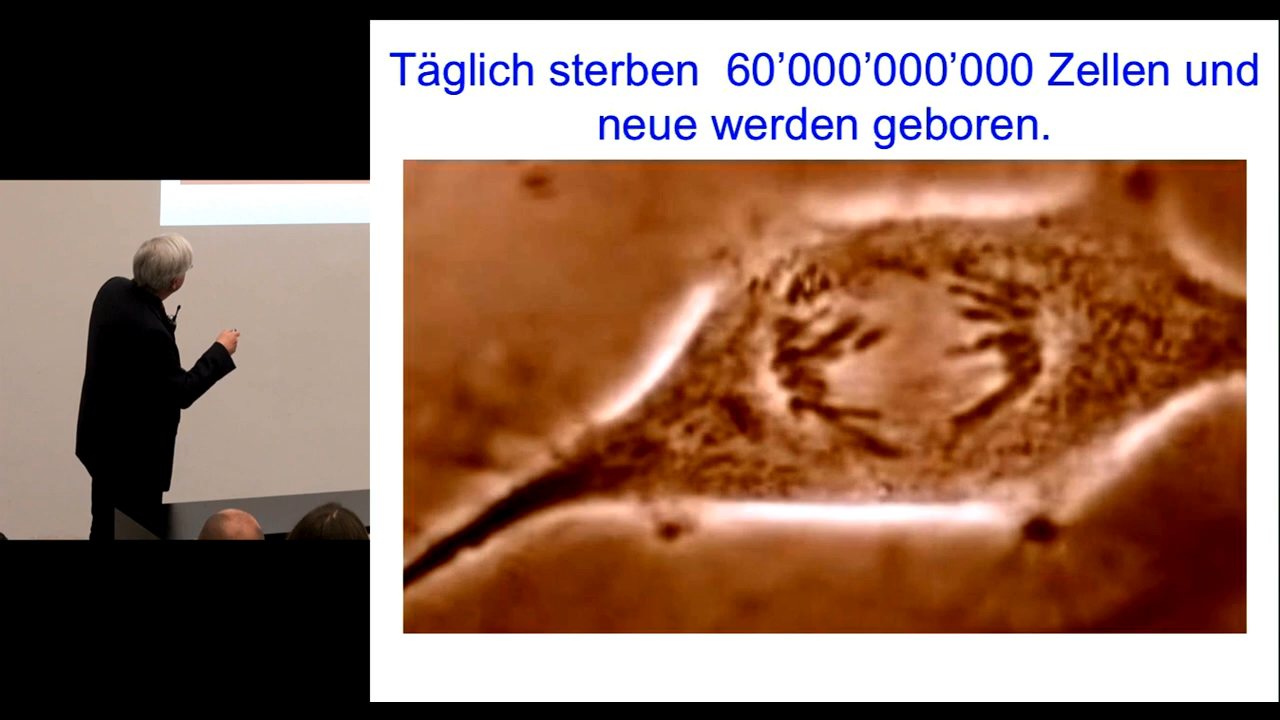 Täglich sterben  60’000’000’000 Zellen und
neue werden geboren.